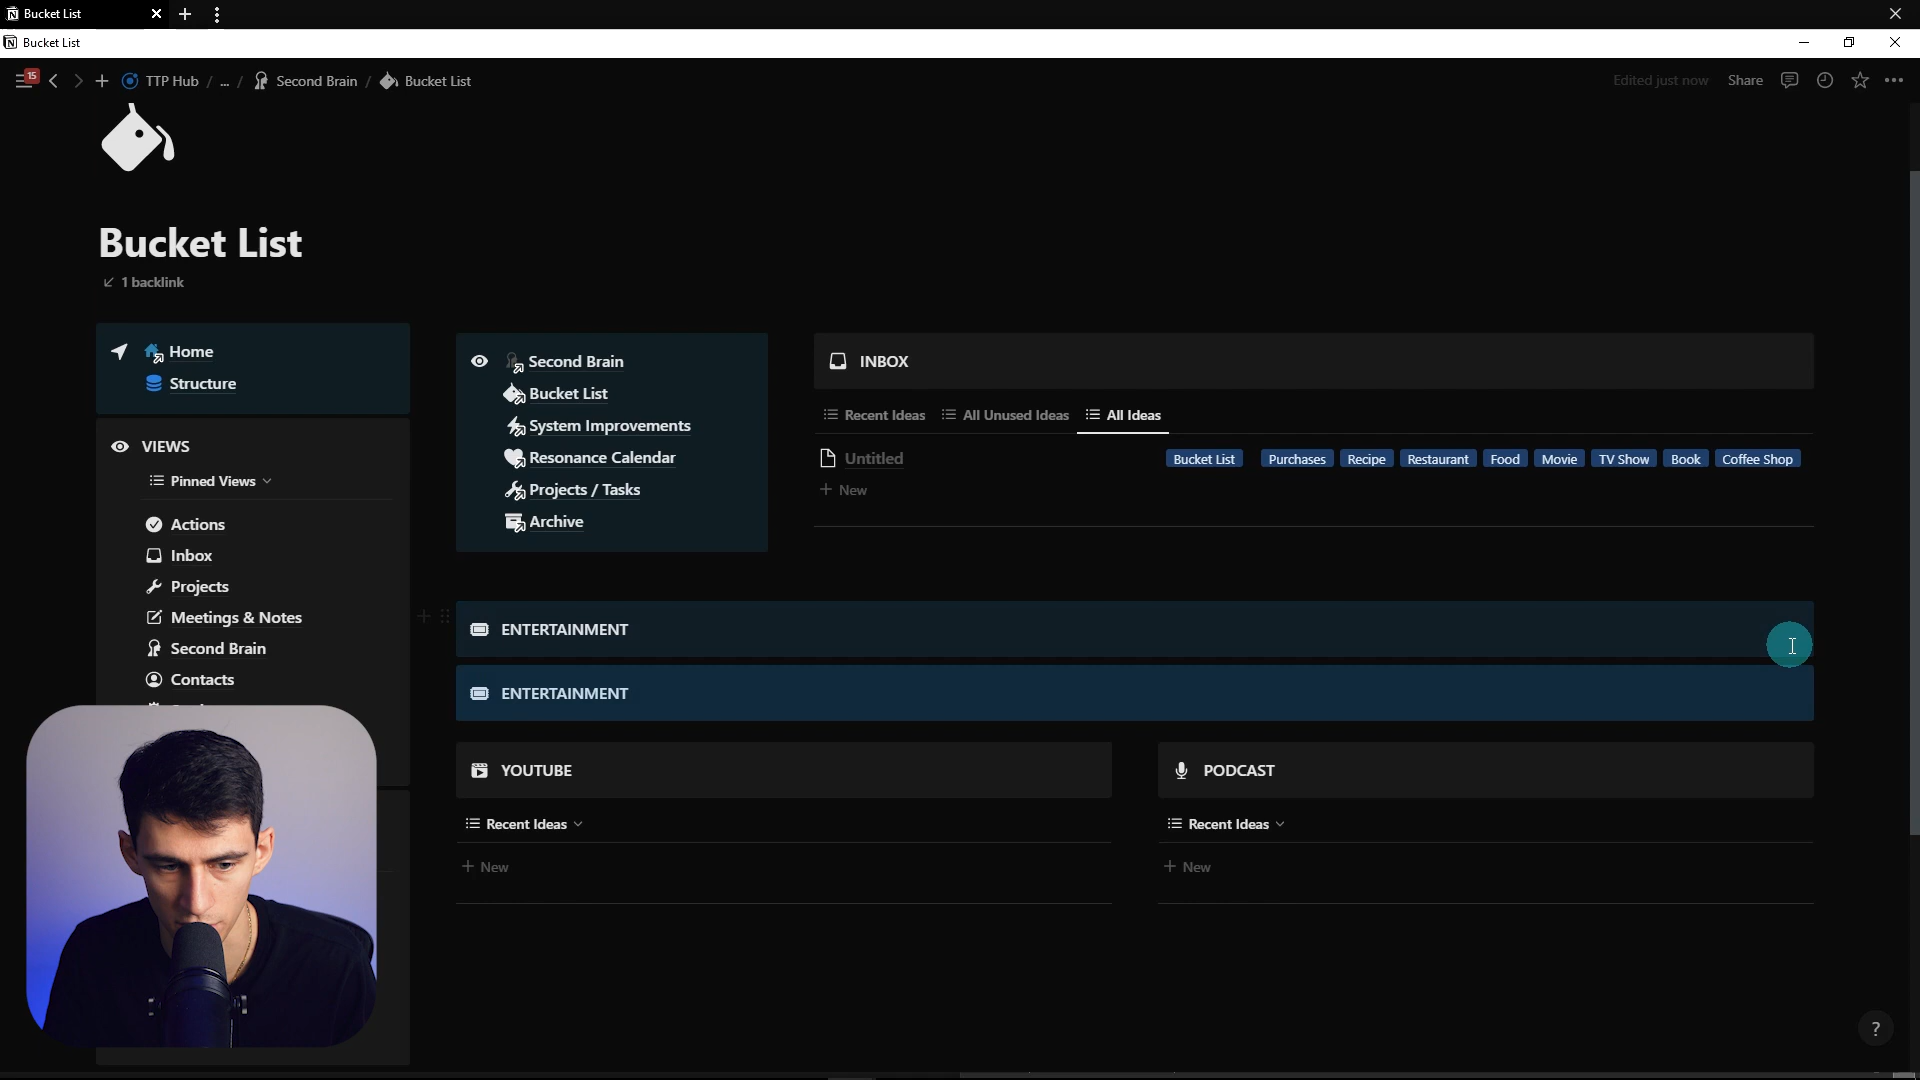 Bucket List
Bucket List
15
TTP Hub / ... / Second Brain / Bucket List
Edited just now Share
Bucket List
1 backlink
Home
Structure
VIEWS
Pinned Views
Actions
Inbox
Projects
Meetings & Notes
Second Brain
Contacts
Second Brain
Bucket List
System Improvements
Resonance Calendar
Projects / Tasks
Archive
INBOX
Recent Ideas All Unused Ideas All Ideas
Untitled Bucket List Purchases Recipe Restaurant Food Movie TV Show Book Coffee Shop
+ New
ENTERTAINMENT
ENTERTAINMENT
YOUTUBE
Recent Ideas
+ New
PODCAST
Recent Ideas
+ New
?